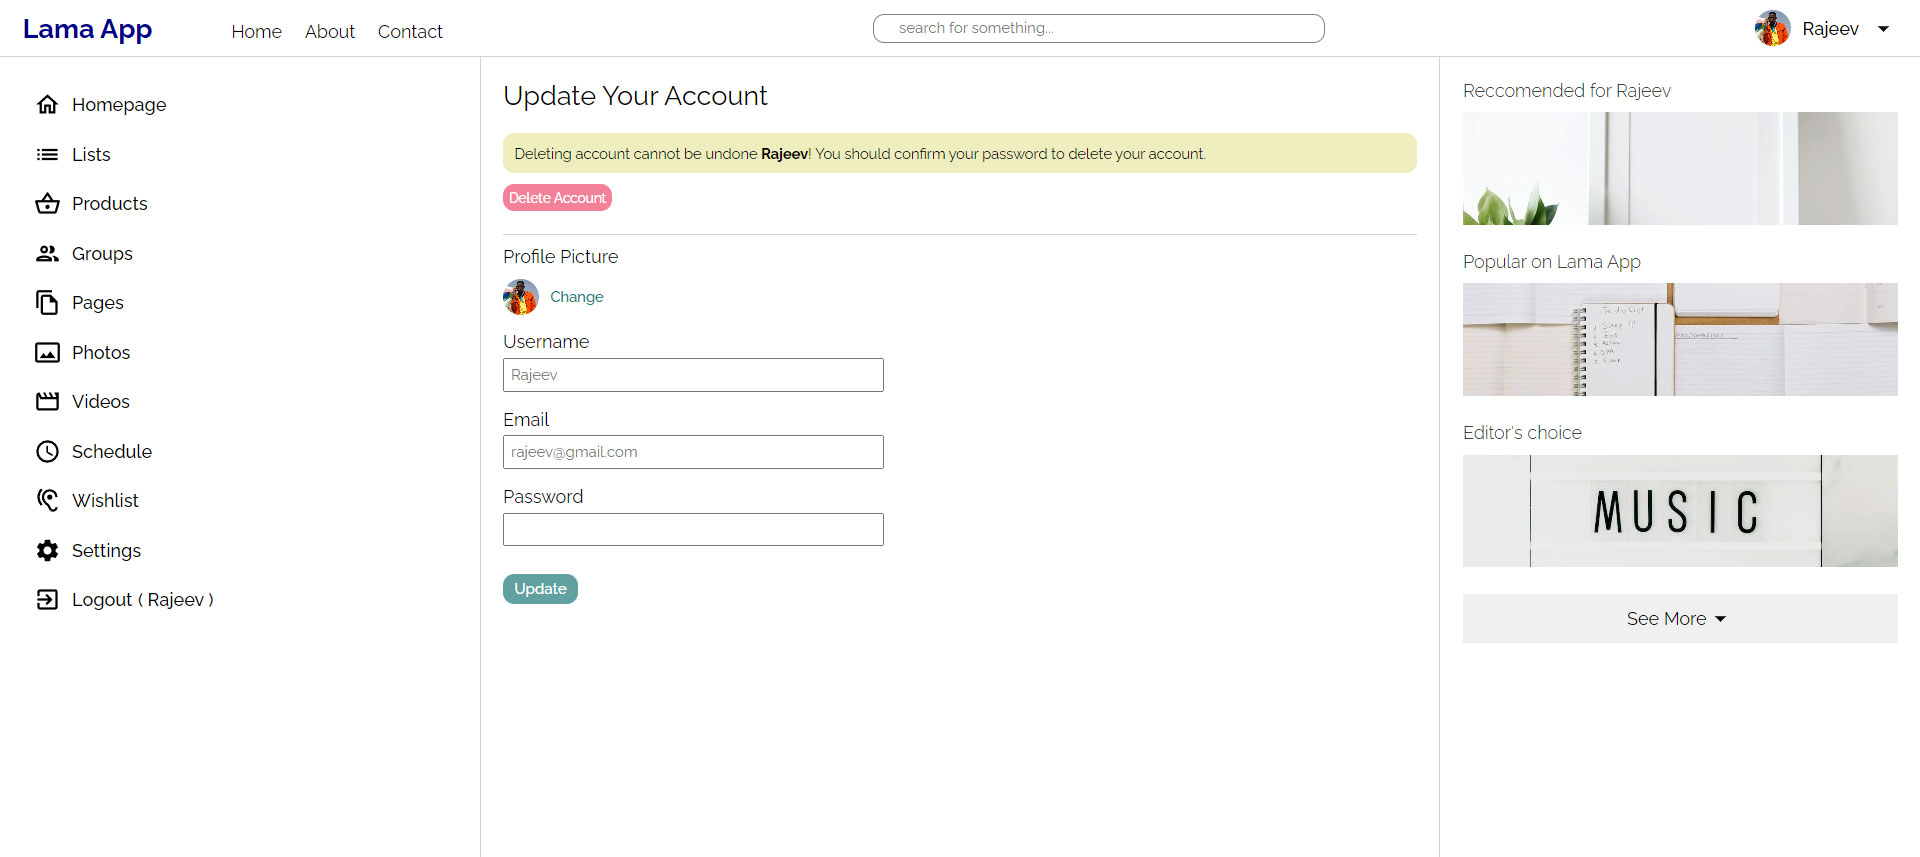 Lama App
Home
About
Contact
search for something...
Rajeev
Homepage
Lists
Products
Groups
Pages
Photos
Videos
Schedule
Wishlist
Settings
Logout ( Rajeev )
Update Your Account
Deleting account cannot be undone Rajeev! You should confirm your password to delete your account.
Delete Account
Profile Picture
Change
Username
Rajeev
Email
rajeev@gmail.com
Password
Update
Reccomended for Rajeev
Popular on Lama App
To do List
Editor's choice
MUSIC
See More